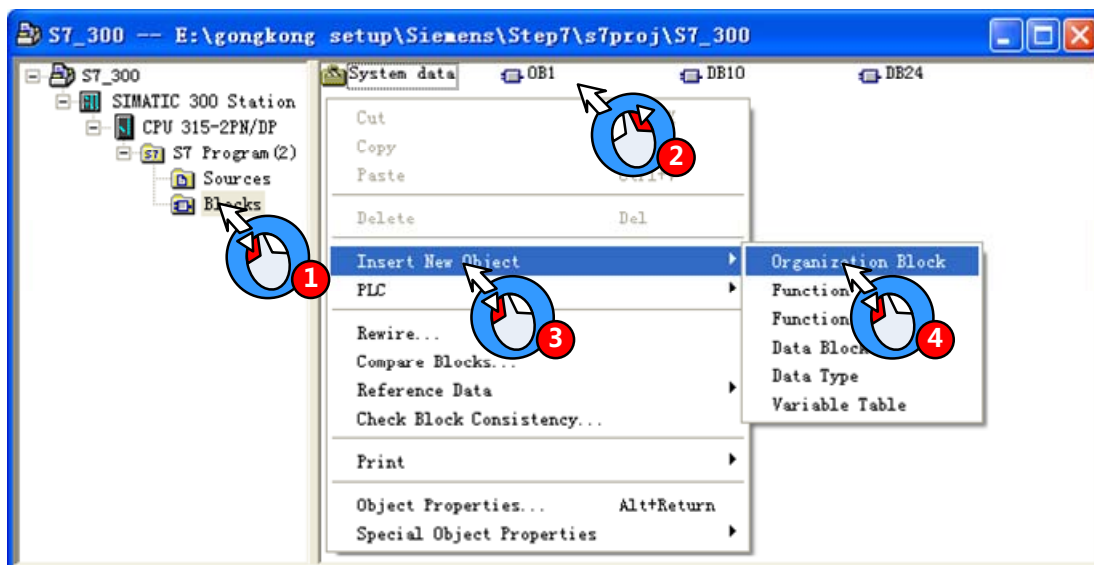 S7_300 -- E:\gongkong setup\Siemens\Step7\s7proj\S7_300
S7_300
SIMATIC 300 Station
CPU 315-2PN/DP
S7 Program(2)
Sources
Blocks
System data
OB1
DB10
DB24
Cut
Copy
Paste
Delete Del
Insert New Object
PLC
Rewire...
Compare Blocks...
Reference Data
Check Block Consistency...
Print
Object Properties... Alt+Return
Special Object Properties
Organization Block
Function
Function
Data Block
Data Type
Variable Table
1
2
3
4